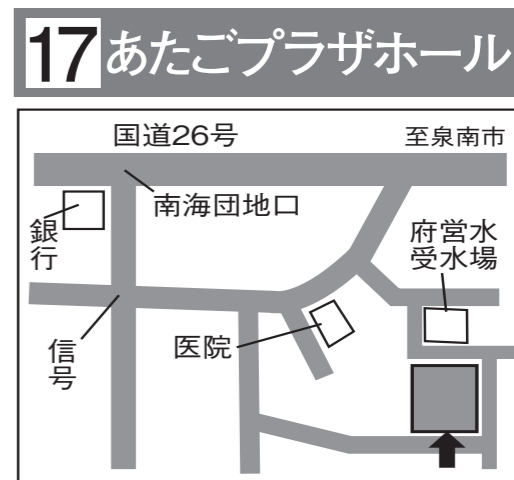 17あたごプラザホール
国道26号
至泉南市
南海団地口
銀行
府営水
受水場
信号
医院